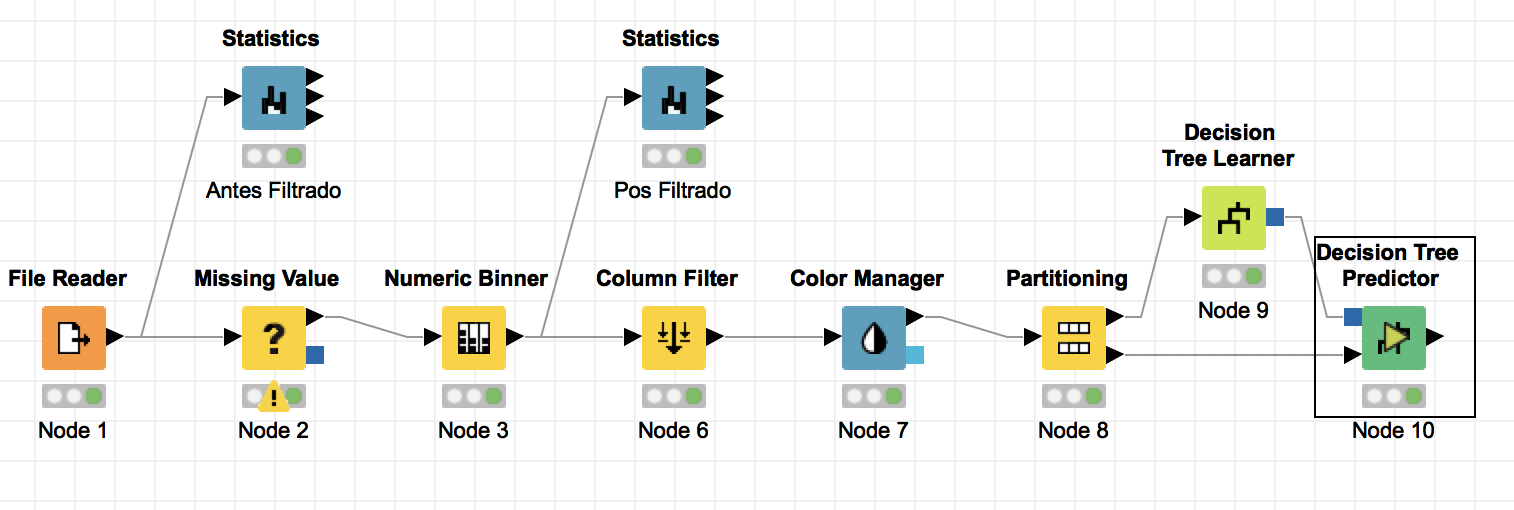 Statistics
Statistics
Antes Filtrado
Pos Filtrado
Decision
Tree Learner
Node 9
File Reader
Missing Value
Numeric Binner
Column Filter
Color Manager
Partitioning
Decision Tree
Predictor
?
!
Node 1
Node 2
Node 3
Node 6
Node 7
Node 8
Node 10